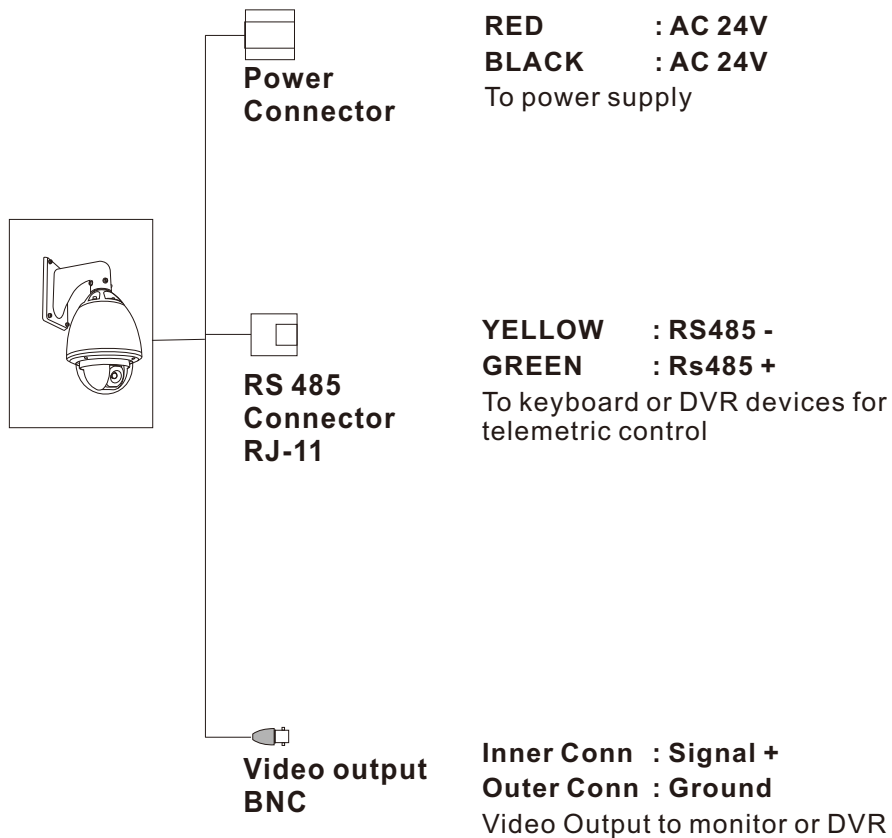 Power
Connector
RED : AC 24V
BLACK : AC 24V
To power supply
RS 485
Connector
RJ-11
YELLOW : RS485 -
GREEN : Rs485 +
To keyboard or DVR devices for
telemetric control
Video output
BNC
Inner Conn : Signal +
Outer Conn : Ground
Video Output to monitor or DVR